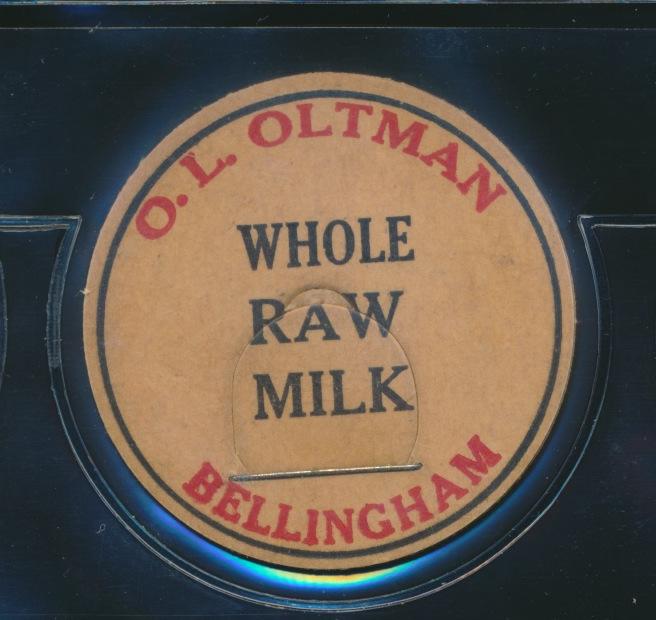 O. L. OLTMAN
WHOLE
RAW
MILK
BELLINGHAM